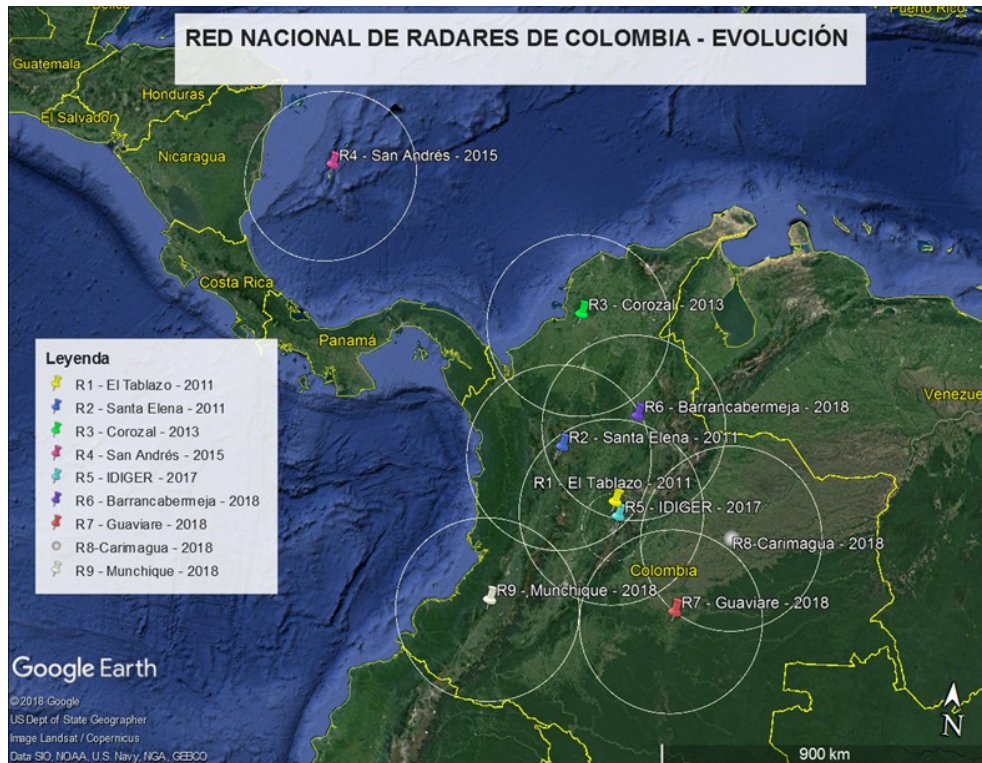 Belice
Puerto Rico
RED NACIONAL DE RADARES DE COLOMBIA - EVOLUCIÓN
Guatemala
Honduras
El Salvador
Nicaragua
R4 - San Andrés - 2015
Costa Rica
Panamá
R3 - Corozal - 2013
Leyenda
R1 - El Tablazo - 2011
R2 - Santa Elena - 2011
R3 - Corozal - 2013
R4 - San Andrés - 2015
R5 - IDIGER - 2017
R6 - Barrancabermeja - 2018
R7 - Guaviare - 2018
R8-Carimagua - 2018
R9 - Munchique - 2018
Venezue
R6 - Barrancabermeja - 2018
R2 - Santa Elena - 2011
R1 - El Tablazo - 2011
R5 - IDIGER - 2017
R8-Carimagua - 2018
Colombia
R9 - Munchique - 2018
R7 - Guaviare - 2018
Google Earth
© 2018 Google
US Dept of State Geographer
Image Landsat / Copernicus
Data SIO, NOAA, U.S. Navy, NGA, GEBCO
N
900 km